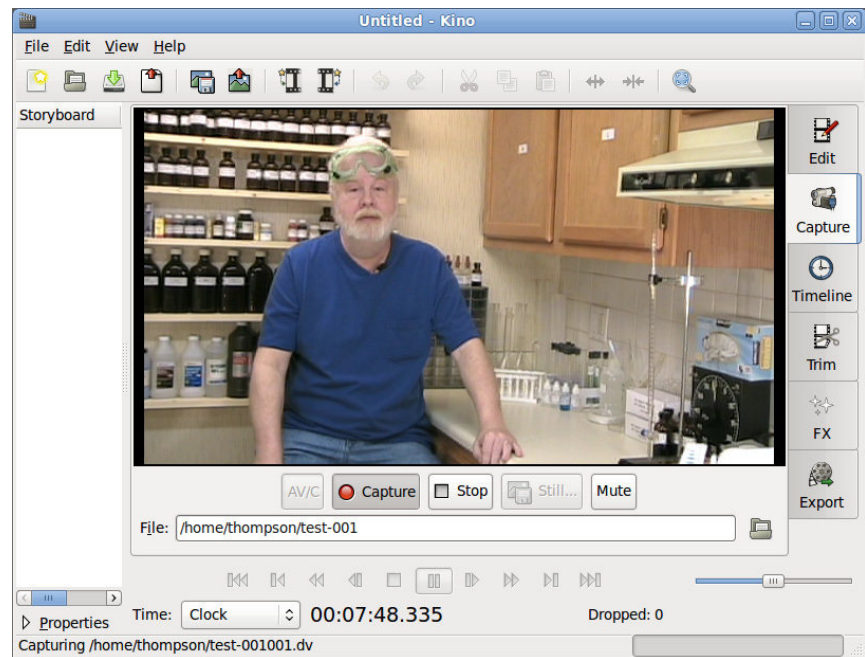 Untitled - Kino
File Edit View Help
Storyboard
Edit
Capture
Timeline
Trim
FX
Export
AV/C Capture Stop Still... Mute
File: /home/thompson/test-001
Time: Clock 00:07:48.335 Dropped: 0
Properties
Capturing /home/thompson/test-001001.dv